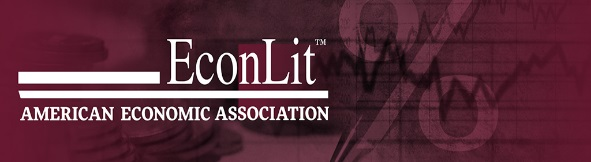 EconLit™
AMERICAN ECONOMIC ASSOCIATION
%